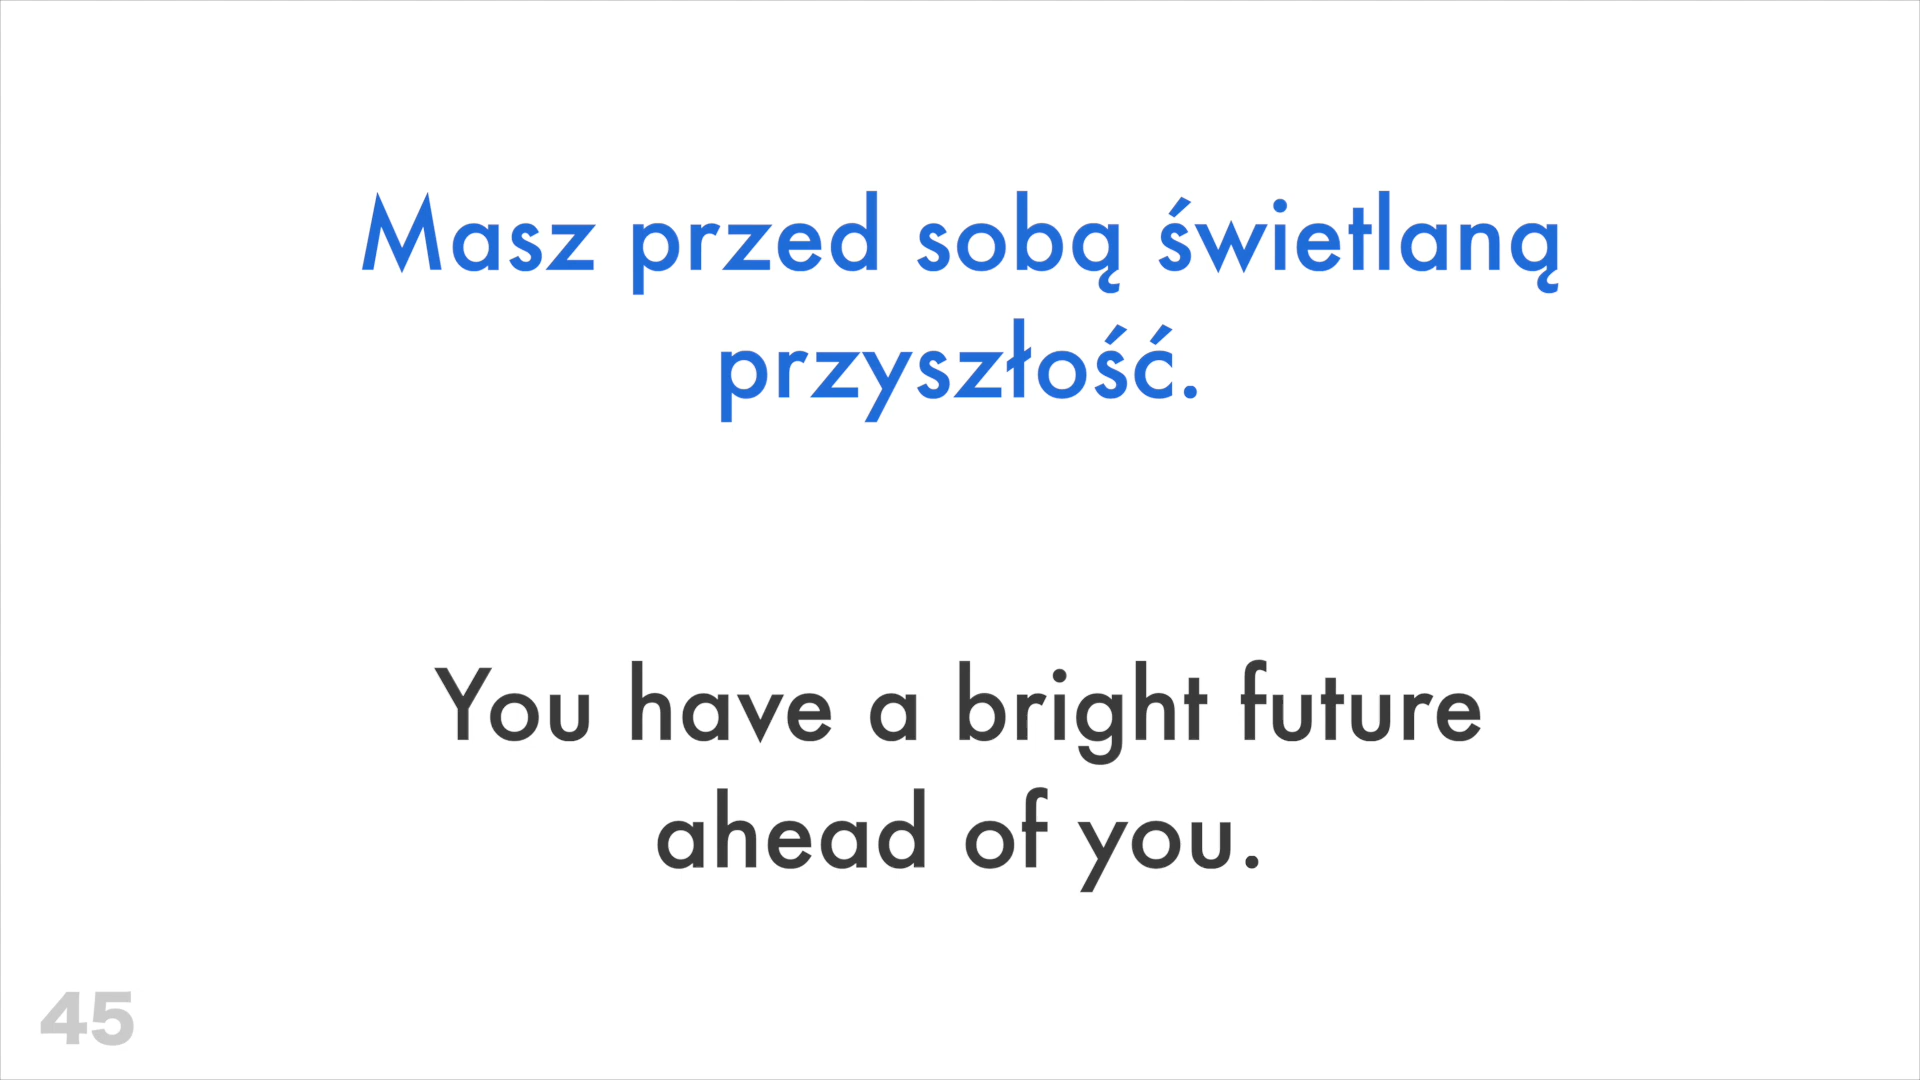 Masz przed sobą świetlaną
przyszłość.
You have a bright future
ahead of you.
45